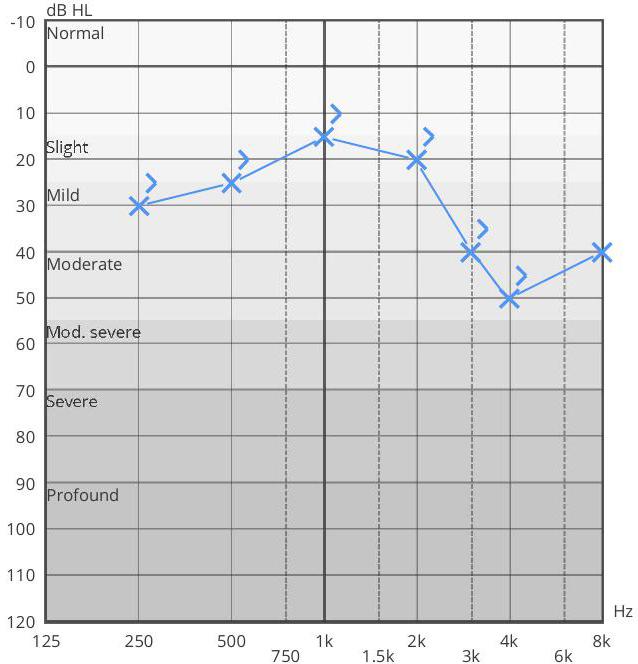 dB HL
-10
Normal
0
10
Slight
20
Mild
30
40
Moderate
50
Mod. severe
60
70
Severe
80
90
Profound
100
110
120
Hz
125 250 500 1k 2k 4k 8k
750 1.5k 3k 6k